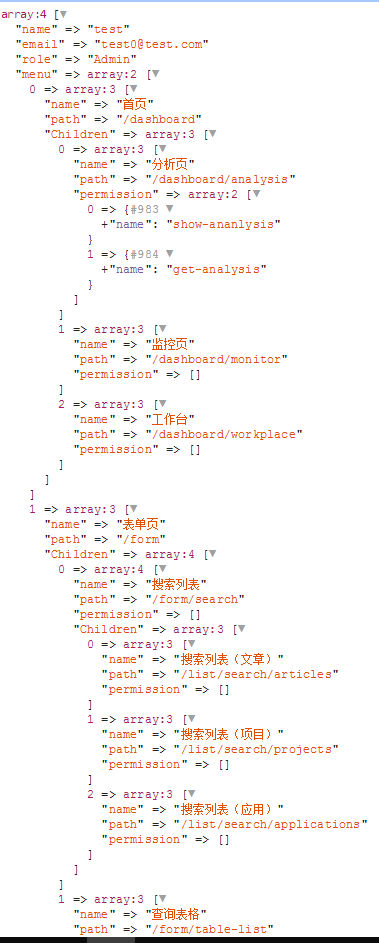 array:4 [▼
"name" => "test"
"email" => "test0@test.com"
"role" => "Admin"
"menu" => array:2 [▼
0 => array:3 [▼
"name" => "首页"
"path" => "/dashboard"
"Children" => array:3 [▼
0 => array:3 [▼
"name" => "分析页"
"path" => "/dashboard/analysis"
"permission" => array:2 [▼
0 => {#983 ▼
+"name": "show-ananlysis"
}
1 => {#984 ▼
+"name": "get-analysis"
}
]
]
1 => array:3 [▼
"name" => "监控页"
"path" => "/dashboard/monitor"
"permission" => []
]
2 => array:3 [▼
"name" => "工作台"
"path" => "/dashboard/workplace"
"permission" => []
]
]
]
1 => array:3 [▼
"name" => "表单页"
"path" => "/form"
"Children" => array:4 [▼
0 => array:4 [▼
"name" => "搜索列表"
"path" => "/form/search"
"permission" => []
"Children" => array:3 [▼
0 => array:3 [▼
"name" => "搜索列表（文章）"
"path" => "/list/search/articles"
"permission" => []
]
1 => array:3 [▼
"name" => "搜索列表（项目）"
"path" => "/list/search/projects"
"permission" => []
]
2 => array:3 [▼
"name" => "搜索列表（应用）"
"path" => "/list/search/applications"
"permission" => []
]
]
]
1 => array:3 [▼
"name" => "查询表格"
"path" => "/form/table-list"